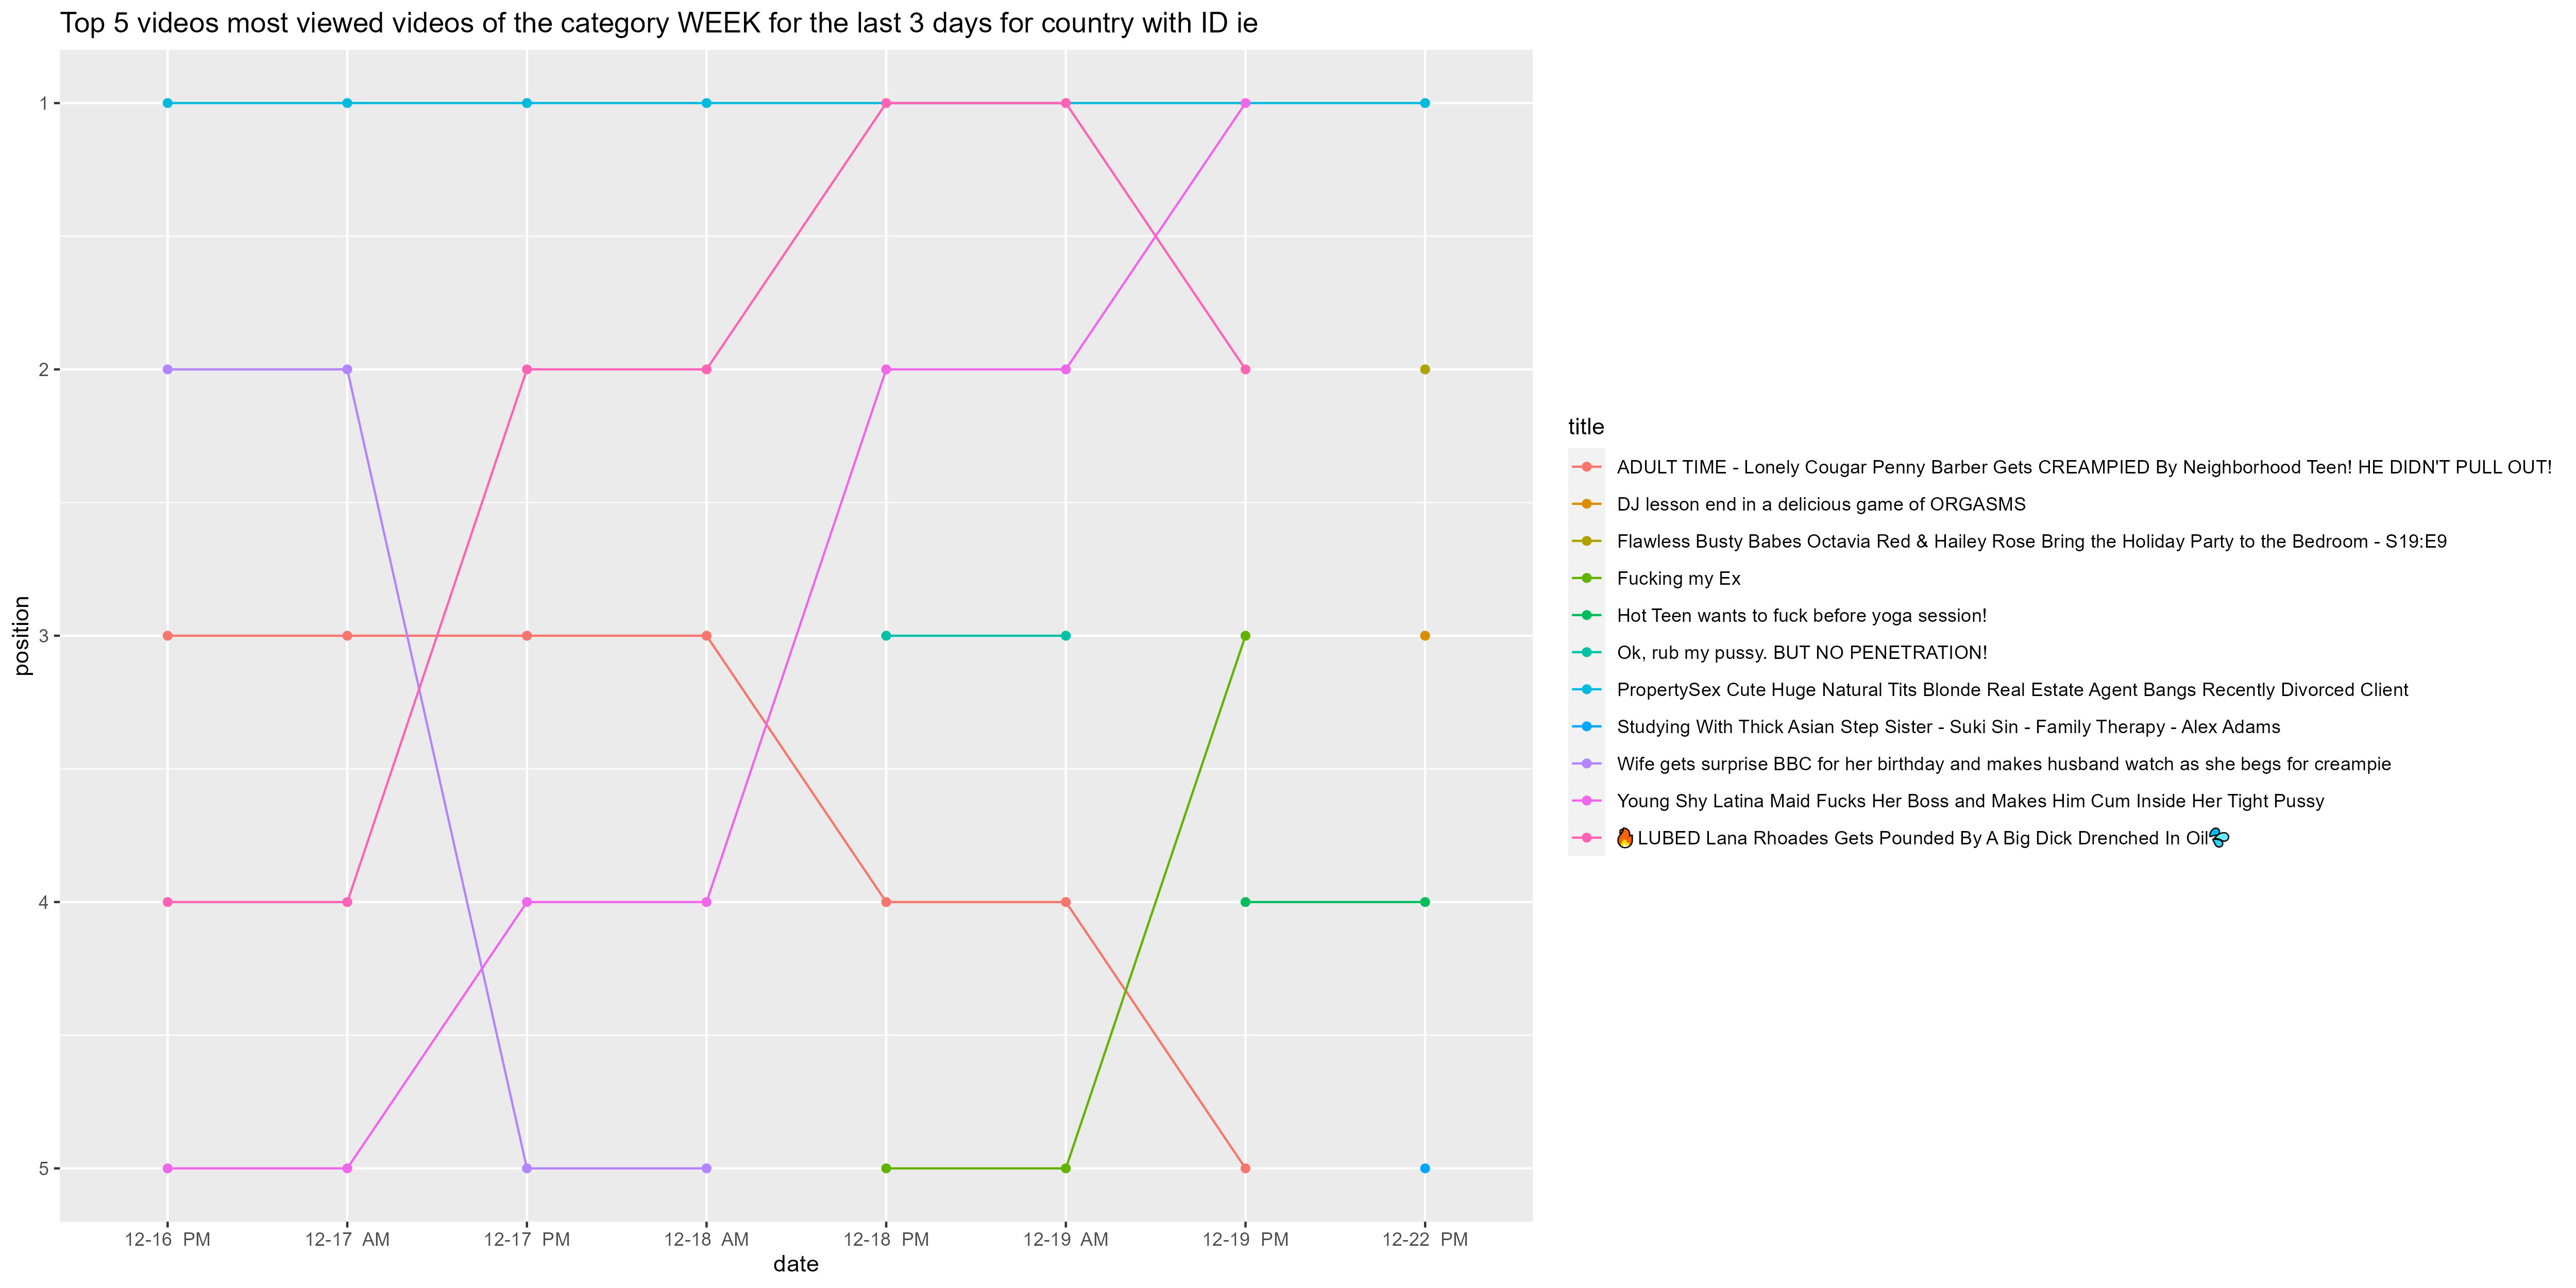 Top 5 videos most viewed videos of the category WEEK for the last 3 days for country with ID ie
1
2
3
4
5
position
12-16 PM
12-17 AM
12-17 PM
12-18 AM
12-18 PM
12-19 AM
12-19 PM
12-22 PM
date
title
ADULT TIME - Lonely Cougar Penny Barber Gets CREAMPIED By Neighborhood Teen! HE DIDN'T PULL OUT!
DJ lesson end in a delicious game of ORGASMS
Flawless Busty Babes Octavia Red & Hailey Rose Bring the Holiday Party to the Bedroom - S19:E9
Fucking my Ex
Hot Teen wants to fuck before yoga session!
Ok, rub my pussy. BUT NO PENETRATION!
PropertySex Cute Huge Natural Tits Blonde Real Estate Agent Bangs Recently Divorced Client
Studying With Thick Asian Step Sister - Suki Sin - Family Therapy - Alex Adams
Wife gets surprise BBC for her birthday and makes husband watch as she begs for creampie
Young Shy Latina Maid Fucks Her Boss and Makes Him Cum Inside Her Tight Pussy
🔥LUBED Lana Rhoades Gets Pounded By A Big Dick Drenched In Oil💦